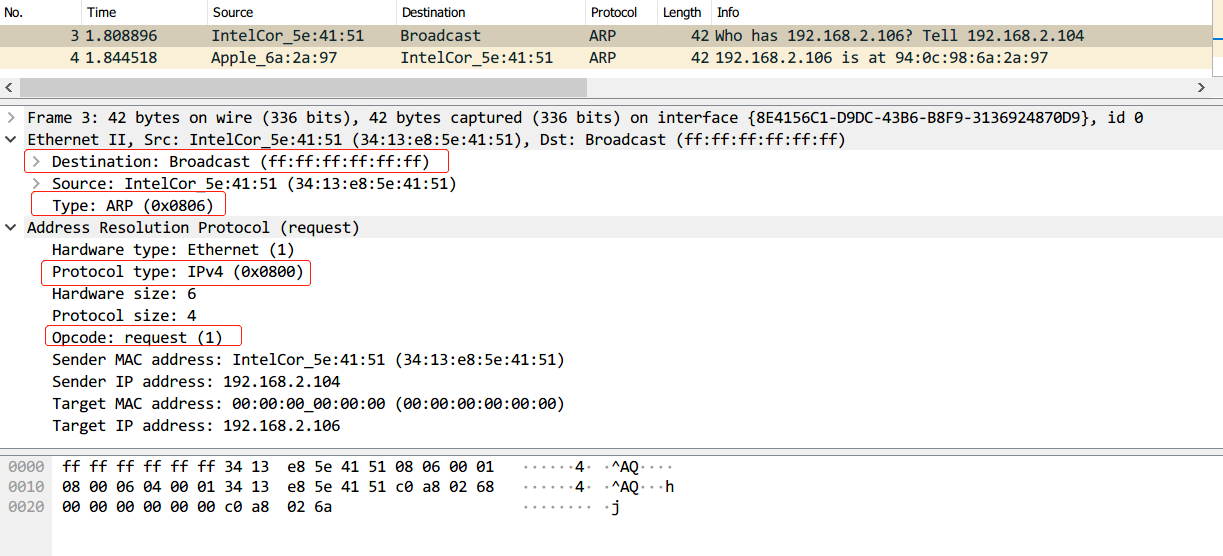 No. Time Source Destination Protocol Length Info
3 1.808896 IntelCor_5e:41:51 Broadcast ARP 42 Who has 192.168.2.106? Tell 192.168.2.104
4 1.844518 Apple_6a:2a:97 IntelCor_5e:41:51 ARP 42 192.168.2.106 is at 94:0c:98:6a:2a:97
Frame 3: 42 bytes on wire (336 bits), 42 bytes captured (336 bits) on interface {8E4156C1-D9DC-43B6-B8F9-3136924870D9}, id 0
Ethernet II, Src: IntelCor_5e:41:51 (34:13:e8:5e:41:51), Dst: Broadcast (ff:ff:ff:ff:ff:ff)
Destination: Broadcast (ff:ff:ff:ff:ff:ff)
Source: IntelCor_5e:41:51 (34:13:e8:5e:41:51)
Type: ARP (0x0806)
Address Resolution Protocol (request)
Hardware type: Ethernet (1)
Protocol type: IPv4 (0x0800)
Hardware size: 6
Protocol size: 4
Opcode: request (1)
Sender MAC address: IntelCor_5e:41:51 (34:13:e8:5e:41:51)
Sender IP address: 192.168.2.104
Target MAC address: 00:00:00_00:00:00 (00:00:00:00:00:00)
Target IP address: 192.168.2.106
0000 ff ff ff ff ff ff 34 13 e8 5e 41 51 08 06 00 01 ······4· ·^AQ····
0010 08 00 06 04 00 01 34 13 e8 5e 41 51 c0 a8 02 68 ······4· ·^AQ···h
0020 00 00 00 00 00 00 c0 a8 02 6a ········ ·j